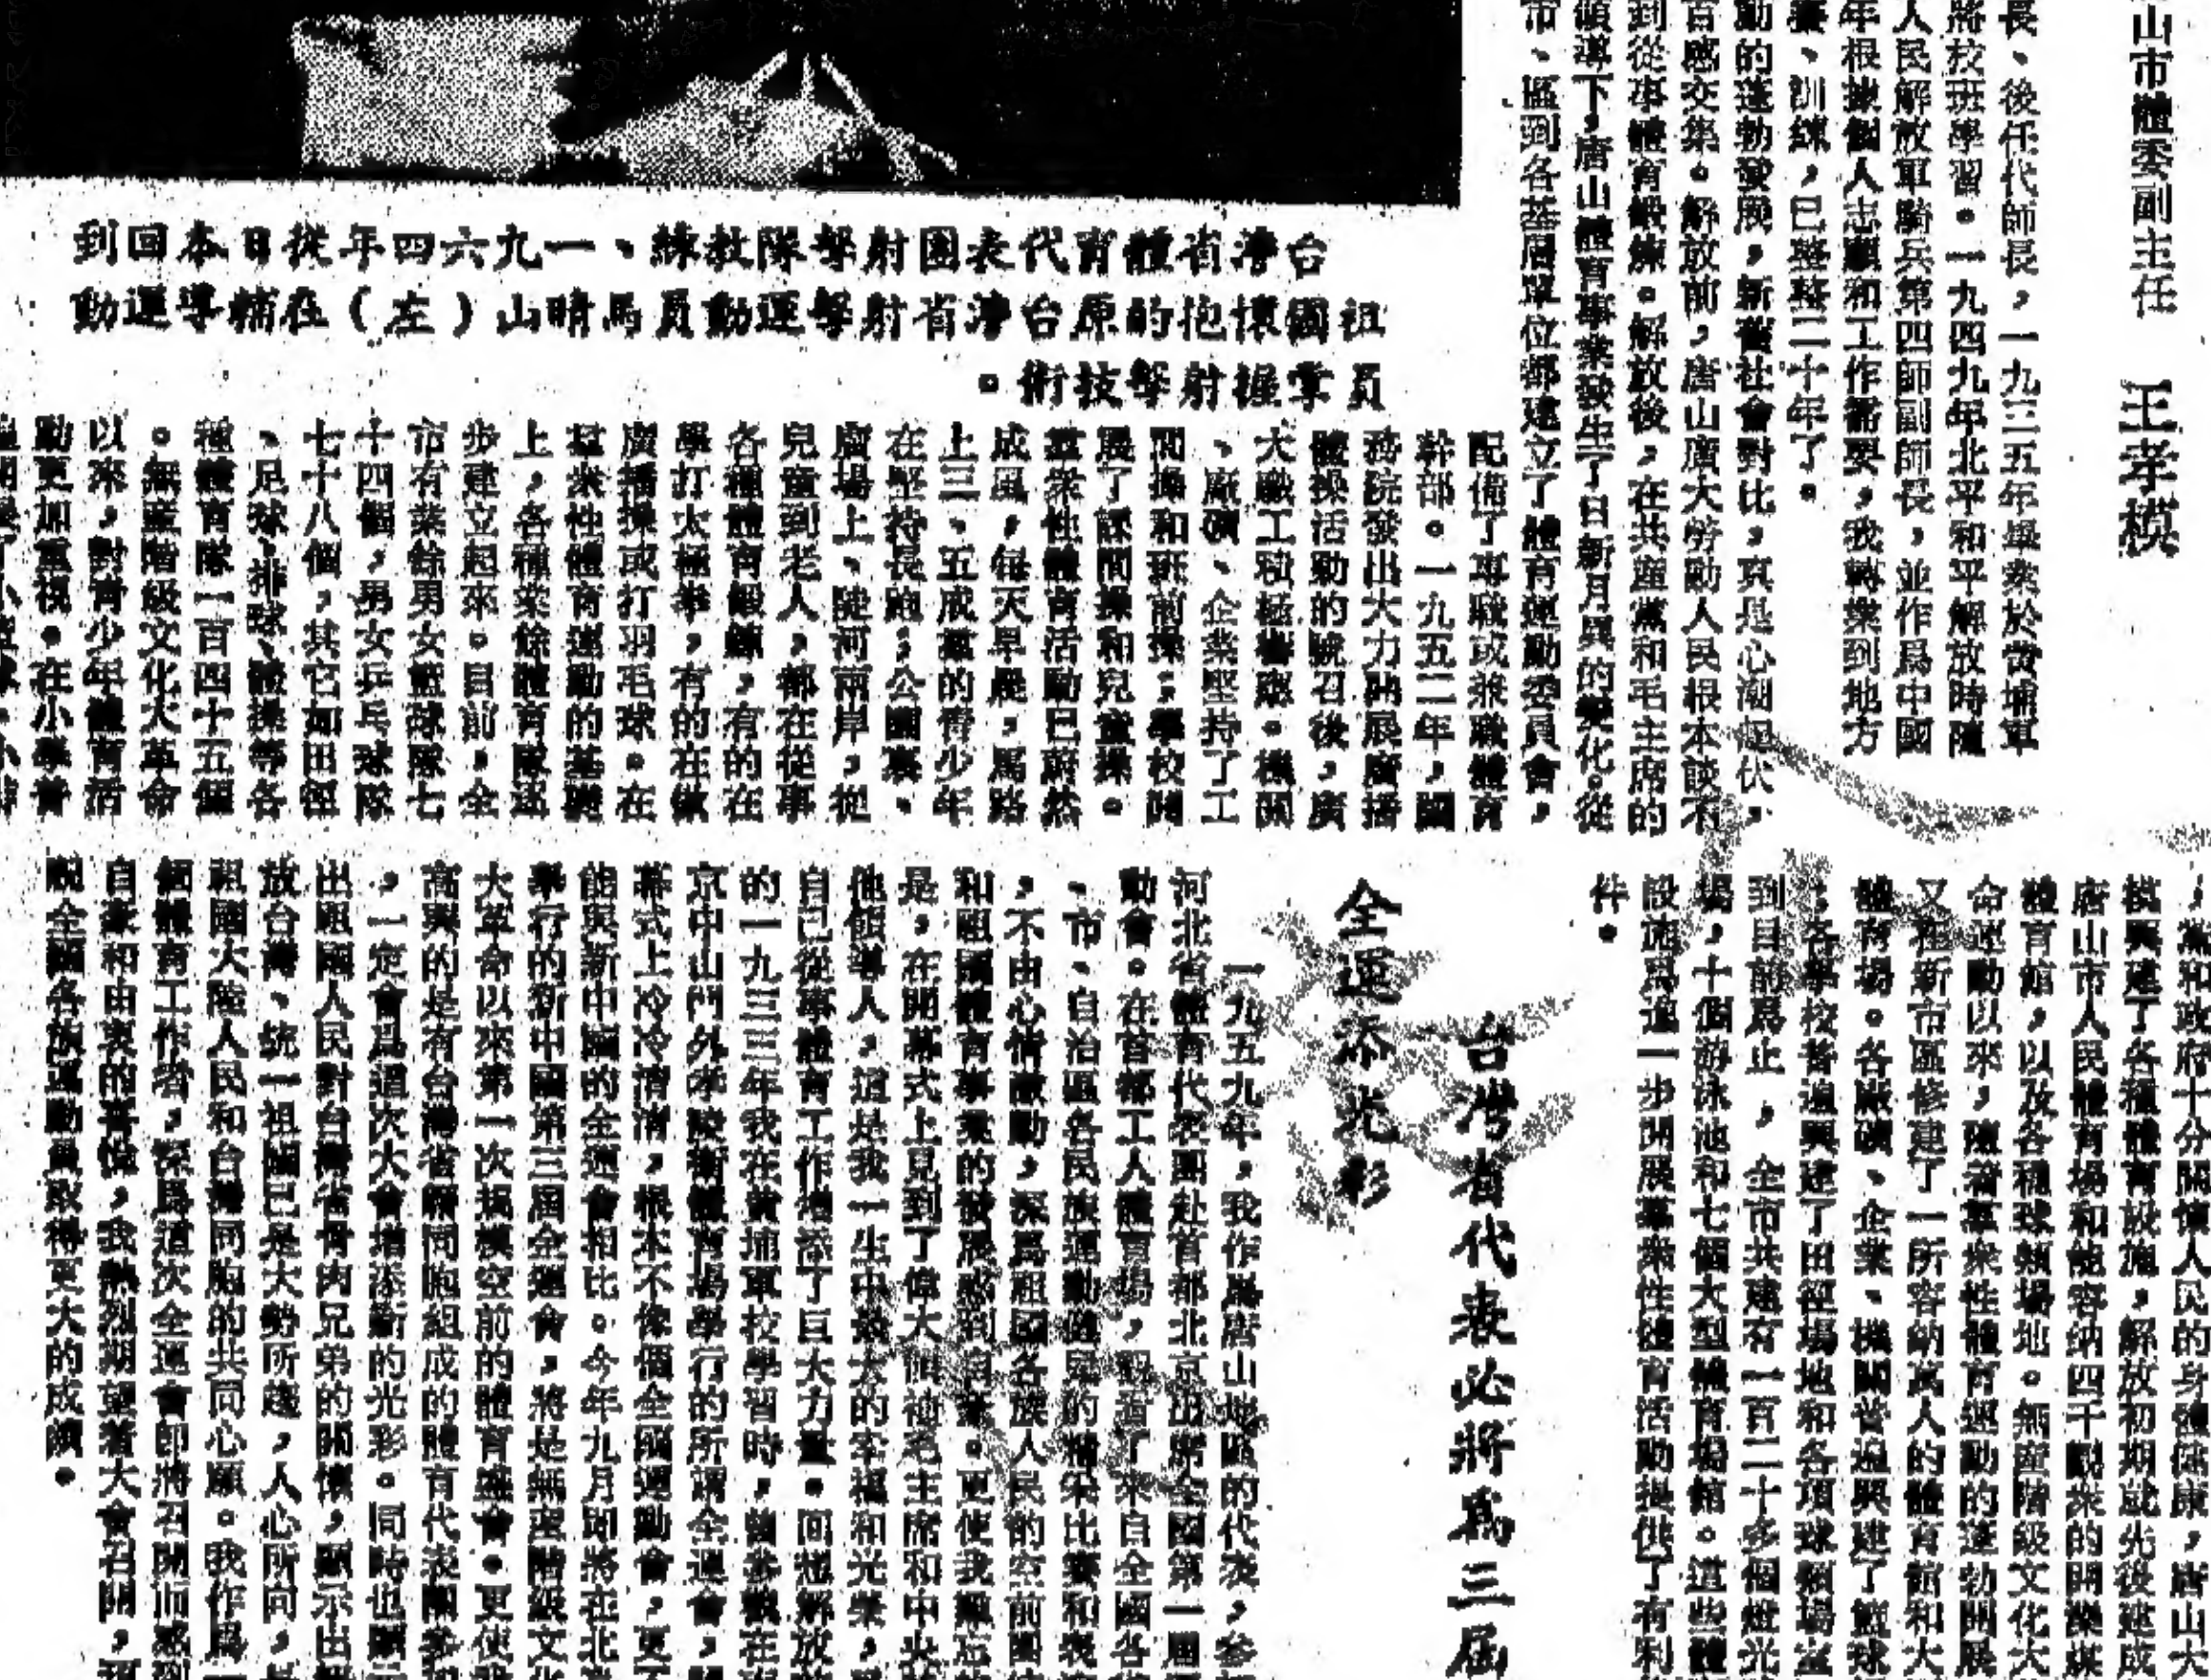 山市體委副主任 王孝模
長、後任代師長，一九三五年畢業於黃埔軍
將校班學習。一九四九年北平和平解放時隨
人民解放軍騎兵第四師副師長，並作爲中國
年根據個人志願和工作需要，我轉業到地方
、訓練，已整整二十年了。
動的蓬勃發展，新舊社會對比，真是心潮起伏，
百感交集。解放前，唐山廣大勞動人民根本談不
到從事體育鍛煉。解放後，在共產黨和毛主席的
領導下，唐山體育事業發生了日新月異的變化。從
市、區到各基層單位都建立了體育運動委員會，
配備了專職或兼職體育
幹部。一九五二年，國
務院發出大力開展廣播
體操活動的號召後，廣
大職工積極響應。機關
、廠礦、企業堅持了工
間操和班前操；學校開
展了課間操和兒童操。
羣衆性體育活動已蔚然
成風，每天早晨，馬路
上三、五成羣的青少年
在堅持長跑；公園裏、
廣場上、陡河兩岸，從
兒童到老人，都在從事
各種體育鍛鍊，有的在
學打太極拳，有的在做
廣播操或打羽毛球。在
羣衆性體育運動的基礎
上，各種業餘體育隊逐
步建立起來。目前，全
市有業餘男女籃球隊七
十四個，男女乒乓球隊
七十八個，其它如田徑
、足球、排球、體操等各
種體育隊一百四十五個
。無產階級文化大革命
以來，對青少年體育活
動更加重視。在小學普
台灣省體育代表團射擊隊教練、一九六四年從日本回到
祖國懷抱的原台灣省射擊運動員馬晴山（左）在輔導運動
員掌握射擊技術。
，黨和政府十分關懷人民的身體健康，唐山大
模興建了各種體育設施，解放初期就先後建成
唐山市人民體育場和能容納四千觀衆的開灤煤
體育館，以及各種球類場地。無產階級文化大
命運動以來，隨着羣衆性體育運動的蓬勃開展
又在新市區修建了一所容納萬人的體育館和大
體育場。各廠礦、企業、機關普遍興建了籃球
，各學校普遍興建了田徑場地和各項球類場室
到目前爲止，全市共建有一百二十多個燈光
場，十個游泳池和七個大型體育場館。這些體
設施爲進一步開展羣衆性體育活動提供了有利
件。
台灣省代表必將爲三屆
全運添光彩
一九五九年，我作爲唐山地區的代表，參
河北省體育代表團赴首都北京出席全國第一屆
動會。在首都工人體育場，觀看了來自全國各
、市、自治區各民族運動健兒的精采比賽和表
，不由心情激動，深爲祖國各族人民的空前團
和祖國體育事業的發展感到自豪。更使我難忘
是，在開幕式上見到了偉大領袖毛主席和中央
他領導人，這是我一生中最大的幸福和光榮，
自己從事體育工作增添了巨大力量。回想解放
的一九三三年我在黃埔軍校學習時，曾參觀在
京中山門外孝陵衛體育場舉行的所謂全運會，
幕式上冷冷清清，根本不像個全國運動會，更
能與新中國的全運會相比。今年九月即將在北
舉行的新中國第三屆全運會，將是無產階級文
大革命以來第一次規模空前的體育盛會。更使
高興的是有台灣省籍同胞組成的體育代表團參
，一定會爲這次大會增添新的光彩。同時也顯
出祖國人民對台灣省骨肉兄弟的關懷，顯示出
放台灣、統一祖國已是大勢所趨，人心所向，
祖國大陸人民和台灣同胞的共同心願。我作爲一
個體育工作者，深爲這次全運會即將召開而感到
自豪和由衷的喜悅，我熱烈期望着大會召開，
祝全國各族運動員取得更大的成績。